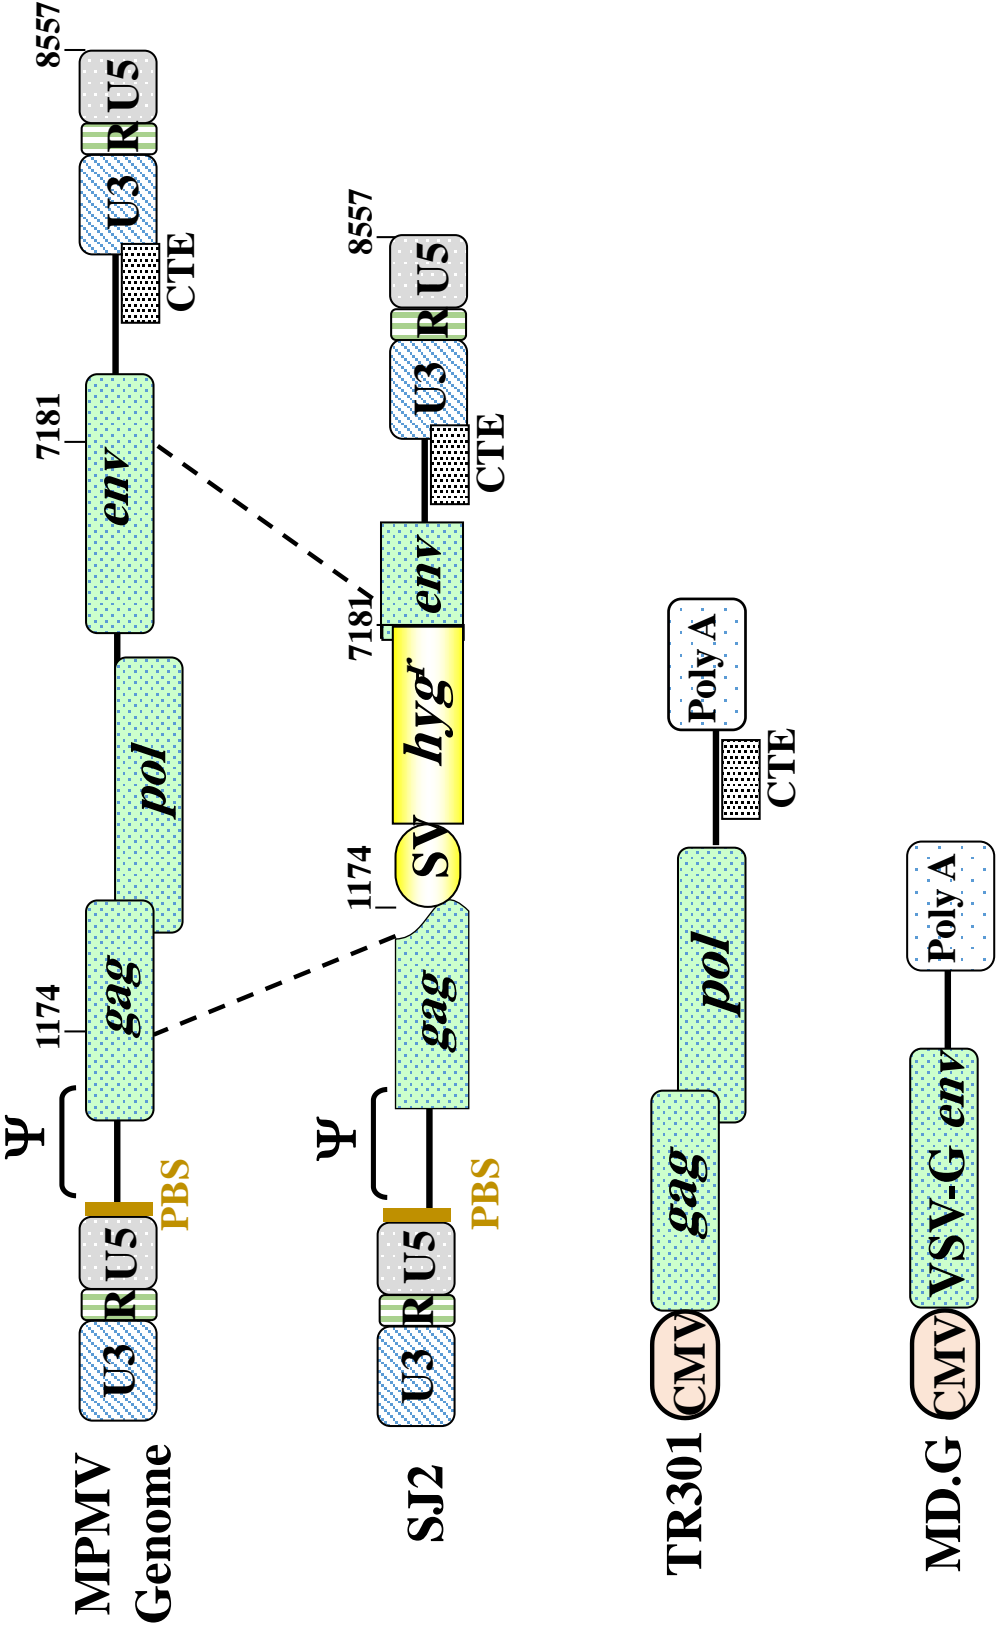 MPMV
Genome
U3
R
U5
PBS
Ψ
1174
gag
pol
env
7181
CTE
U3
R
U5
8557
SJ2
U3
R
U5
PBS
Ψ
gag
1174
SV
hygr
7181
env
CTE
U3
R
U5
8557
TR301
CMV
gag
pol
CTE
Poly A
MD.G
CMV
VSV-G env
Poly A